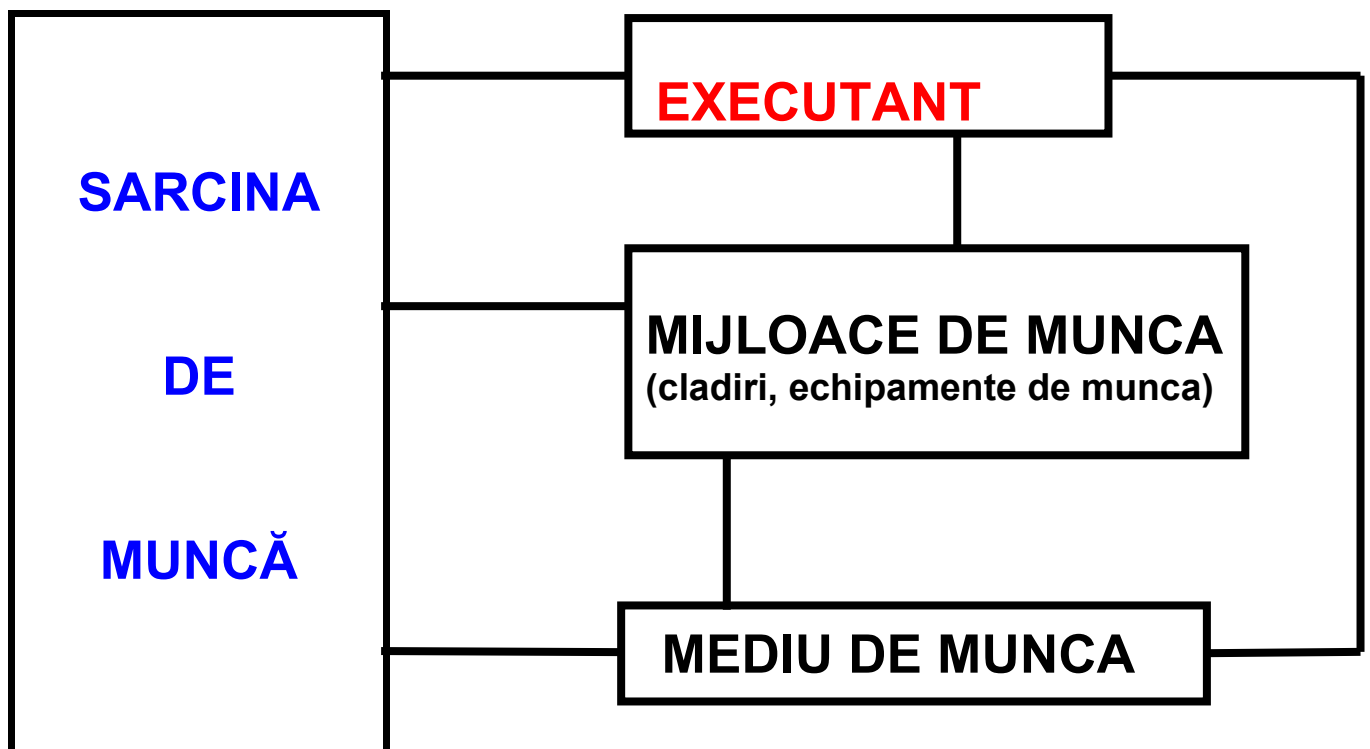 SARCINA
DE
MUNCĂ
EXECUTANT
MIJLOACE DE MUNCA
(cladiri, echipamente de munca)
MEDIU DE MUNCA